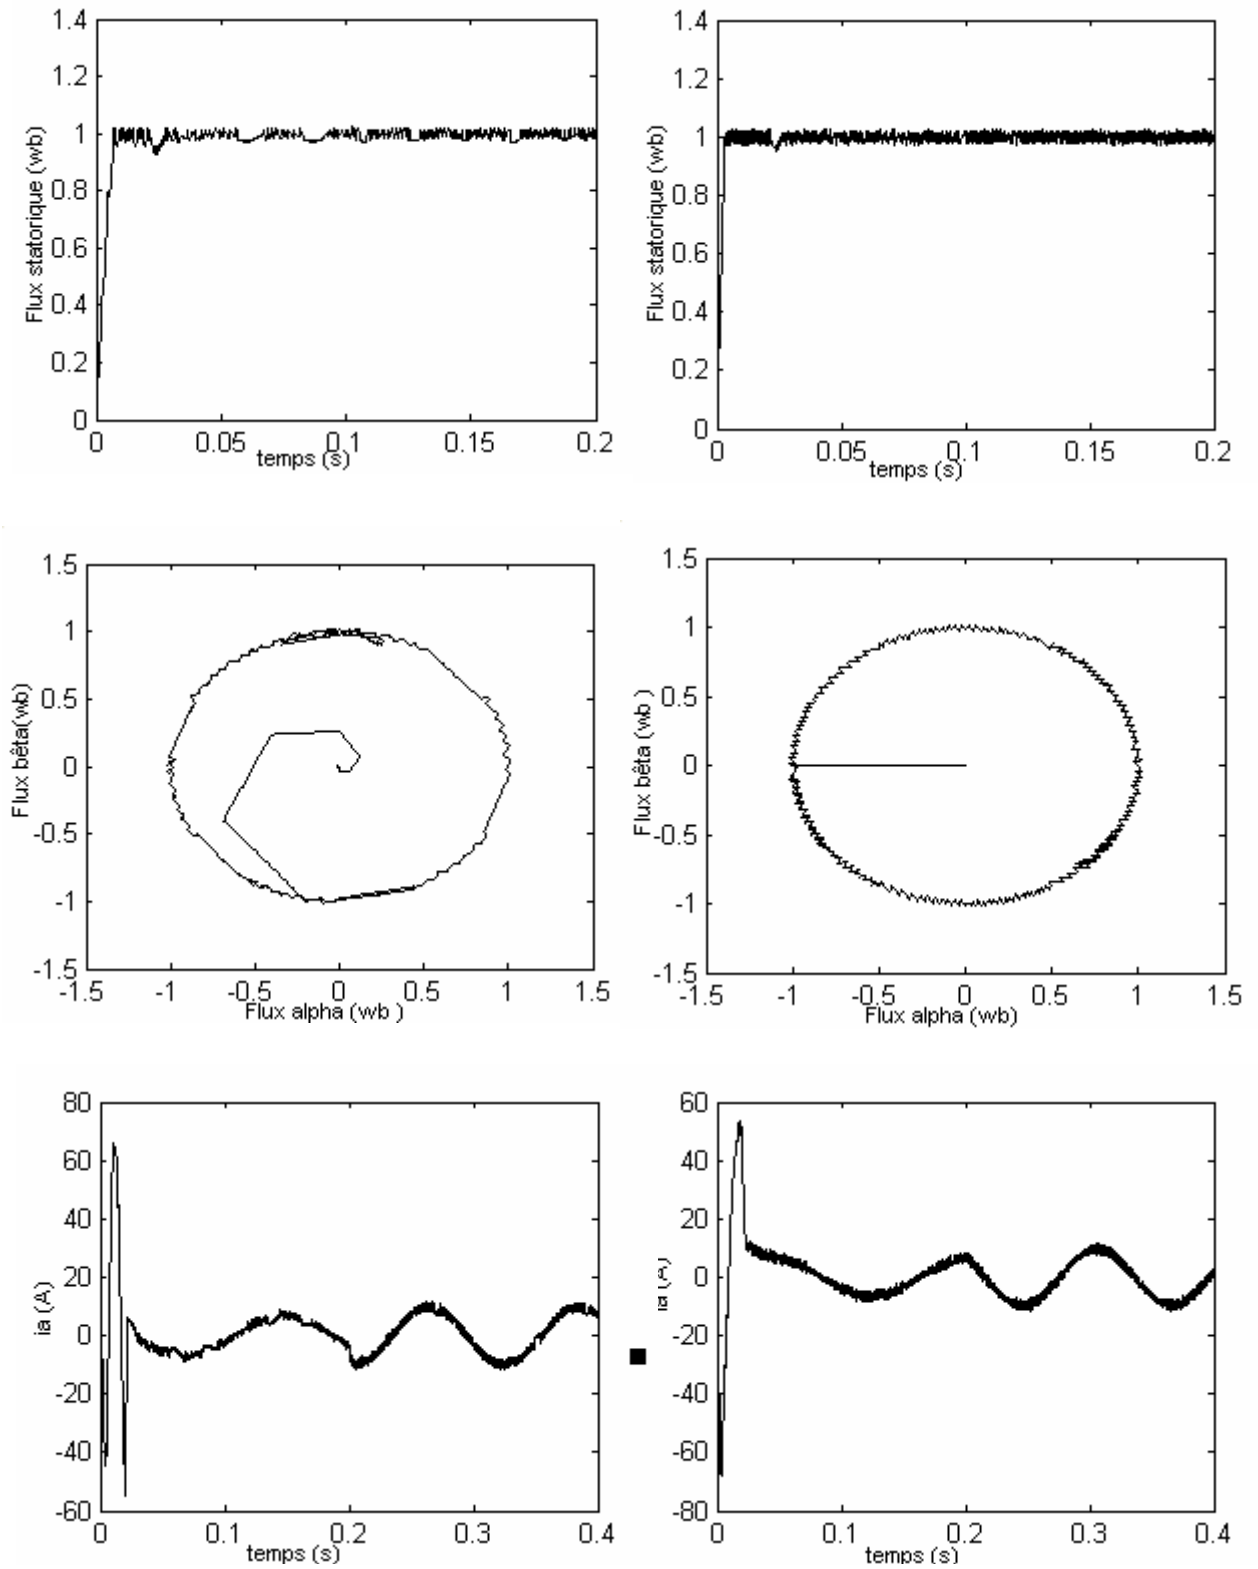 1.4
1.2
1
0.8
0.6
0.4
0.2
0
Flux statorique (wb)
0 0.05 0.1 0.15 0.2
temps (s)
1.4
1.2
1
0.8
0.6
0.4
0.2
0
Flux statorique (wb)
0 0.05 0.1 0.15 0.2
temps (s)
1.5
1
0.5
0
-0.5
-1
-1.5
Flux bêta(wb)
-1.5 -1 -0.5 0 0.5 1 1.5
Flux alpha (wb )
1.5
1
0.5
0
-0.5
-1
-1.5
Flux bêta (wb )
-1.5 -1 -0.5 0 0.5 1 1.5
Flux alpha (wb)
80
60
40
20
0
-20
-40
-60
ia (A)
0 0.1 0.2 0.3 0.4
temps (s)
60
40
20
0
-20
-40
-60
-80
ia (A)
0 0.1 0.2 0.3 0.4
temps (s)